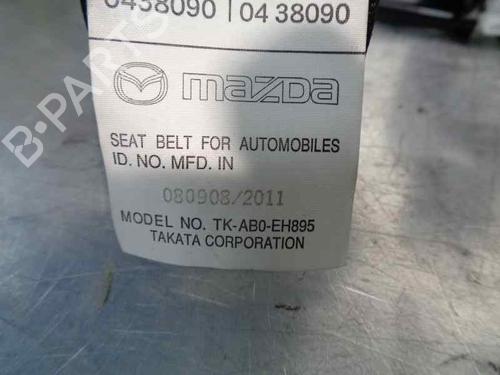 0438090 | 04 38090
mazda
SEAT BELT FOR AUTOMOBILES
ID. NO. MFD. IN
080908/2011
MODEL NO. TK-AB0-EH895
TAKATA CORPORATION
B-PARTS